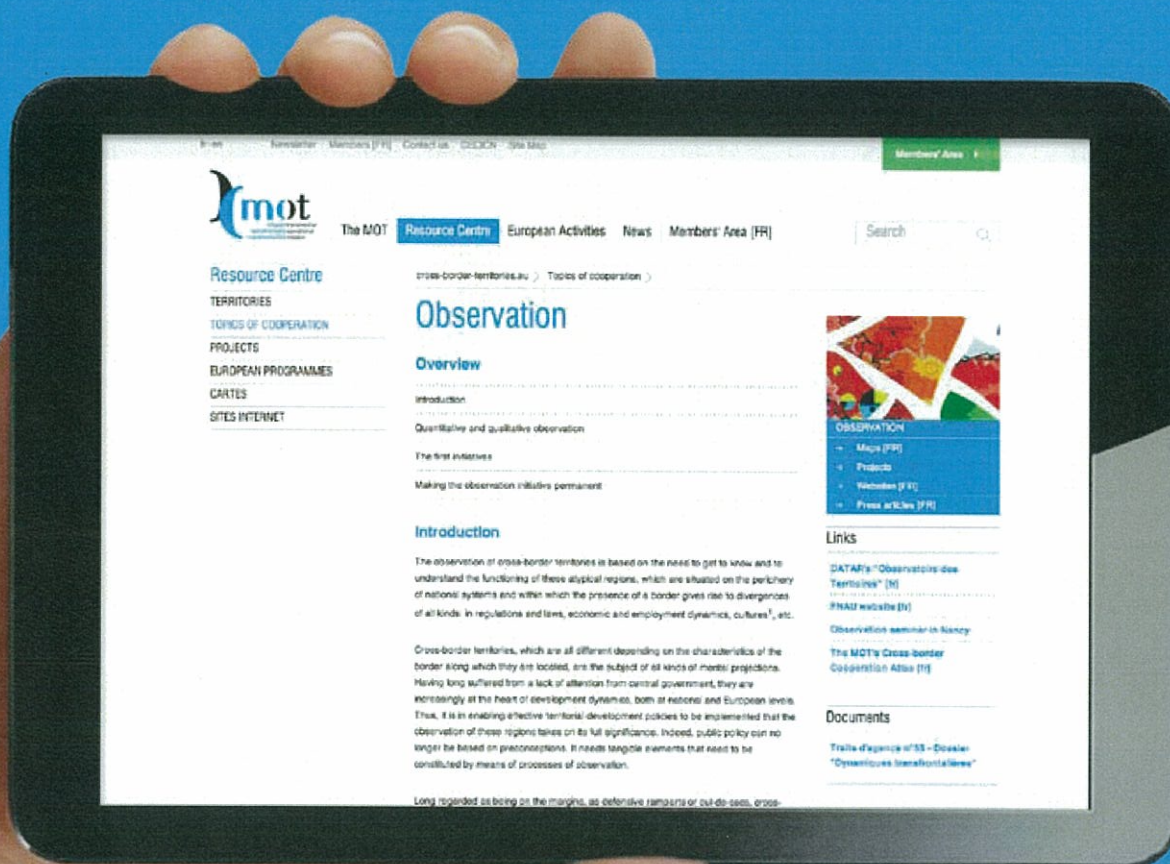 fr en Newsletter Members [FR] Contact us Site Map
Members' Area
mot
The MOT Resource Centre European Activities News Members' Area [FR] Search
Resource Centre
TERRITORIES
TOPICS OF COOPERATION
PROJECTS
EUROPEAN PROGRAMMES
CARTES
SITES INTERNET
cross-border-territories.eu Topics of cooperation
Observation
Overview
Introduction
Quantitative and qualitative observation
The first initiatives
Making the observation initiative permanent
Introduction
The observation of cross-border territories is based on the need to get to know and to
understand the functioning of these atypical regions, which are situated on the periphery
of national systems and within which the presence of a border gives rise to divergences
of all kinds: in regulations and laws, economic and employment dynamics, cultures¹, etc.
Cross-border territories, which are all different depending on the characteristics of the
border along which they are located, are the subject of all kinds of mental projections.
Having long suffered from a lack of attention from central government, they are
increasingly at the heart of development dynamics, both at national and European levels.
Thus, it is in enabling effective territorial development policies to be implemented that the
observation of these regions takes on its full significance. Indeed, public policy can no
longer be based on preconceptions. It needs tangible elements that need to be
constituted by means of processes of observation.
Long regarded as being on the margins, as defensive ramparts or cul-de-sacs, cross-
OBSERVATION
Maps [FR]
Projects
Websites [FR]
Press articles [FR]
Links
DATAR's "Observatoire des
Territoires" [fr]
FNAU website [fr]
Observation seminar in Nancy
The MOT's Cross-border
Cooperation Atlas [fr]
Documents
Traits d'agence n°
"Dynamiques transfrontalières"